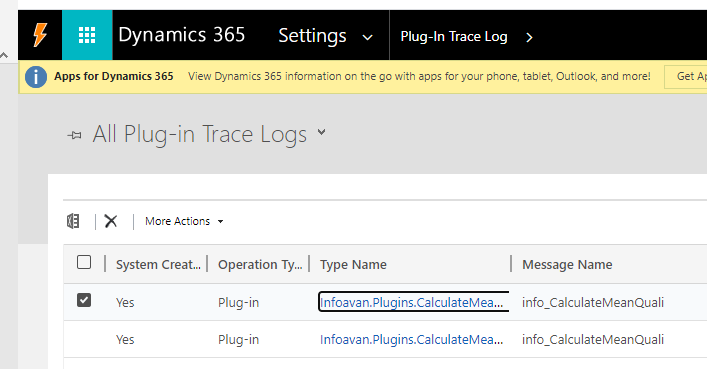 Dynamics 365 Settings Plug-In Trace Log
Apps for Dynamics 365 View Dynamics 365 information on the go with apps for your phone, tablet, Outlook, and more! Get Ap
All Plug-in Trace Logs
More Actions
System Creat... Operation Ty... Type Name Message Name
Yes Plug-in Infoavan.Plugins.CalculateMea... info_CalculateMeanQuali
Yes Plug-in Infoavan.Plugins.CalculateMea... info_CalculateMeanQuali